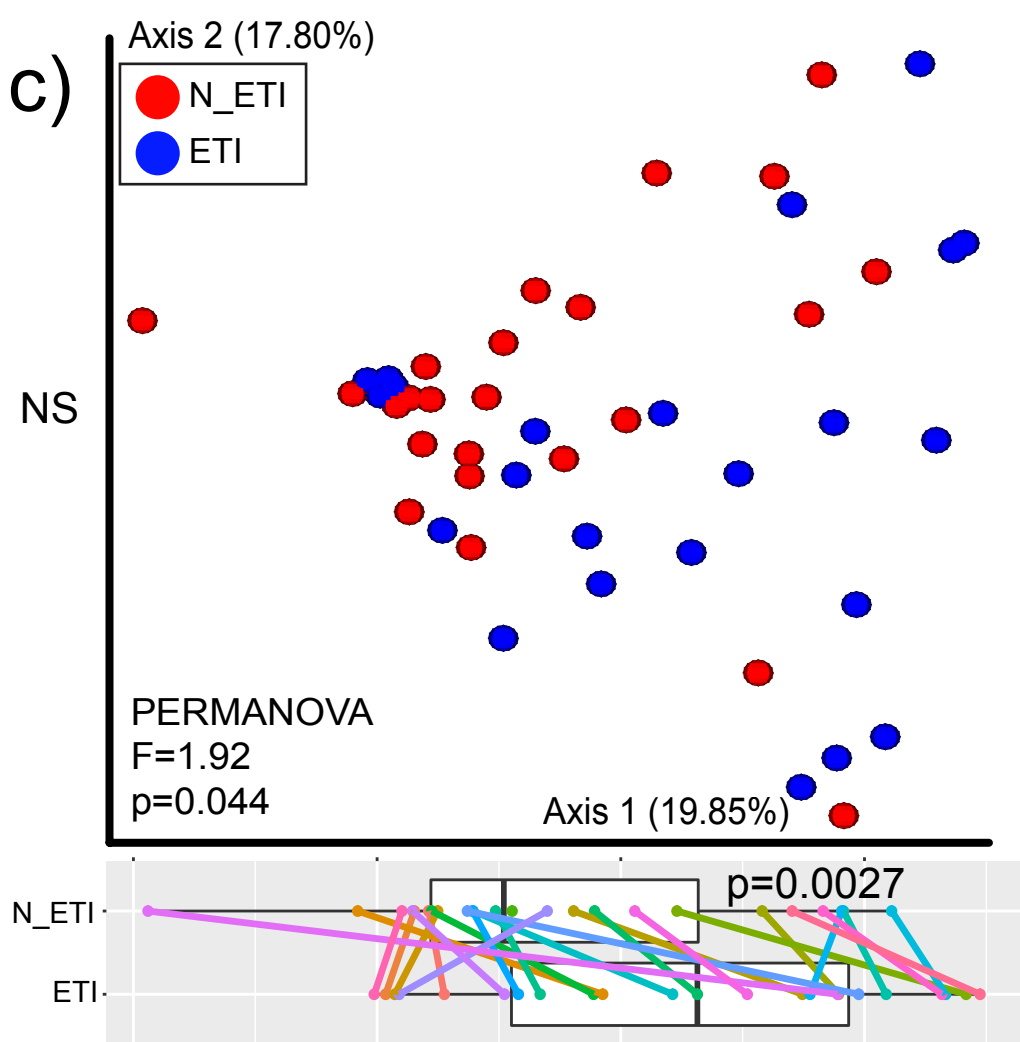 c)
Axis 2 (17.80%)
N_ETI
ETI
NS
PERMANOVA
F=1.92
p=0.044
Axis 1 (19.85%)
p=0.0027
N_ETI
ETI